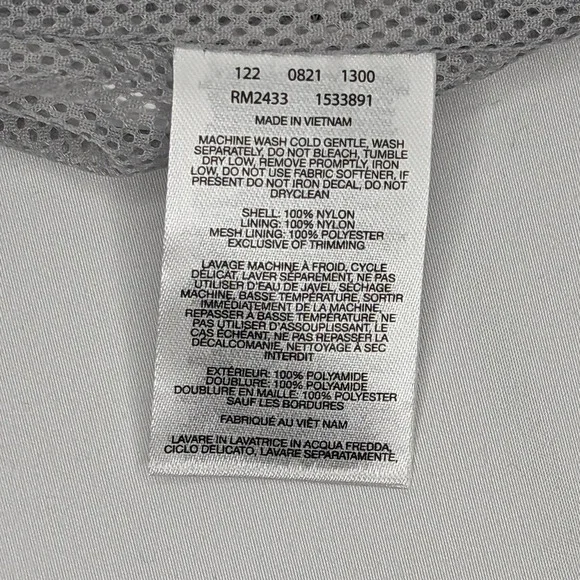 122 0821 1300
RM2433 1533891
MADE IN VIETNAM
MACHINE WASH COLD GENTLE, WASH
SEPARATELY, DO NOT BLEACH, TUMBLE
DRY LOW, REMOVE PROMPTLY, IRON
LOW, DO NOT USE FABRIC SOFTENER, IF
PRESENT DO NOT IRON DECAL, DO NOT
DRYCLEAN
SHELL: 100% NYLON
LINING: 100% NYLON
MESH LINING: 100% POLYESTER
EXCLUSIVE OF TRIMMING
LAVAGE MACHINE À FROID, CYCLE
DÉLICAT, LAVER SÉPARÉMENT, NE PAS
UTILISER D'EAU DE JAVEL, SÉCHAGE
MACHINE, BASSE TEMPÉRATURE, SORTIR
IMMÉDIATEMENT DE LA MACHINE,
REPASSER À BASSE TEMPÉRATURE, NE
PAS UTILISER D'ASSOUPLISSANT, LE
CAS ÉCHÉANT, NE PAS REPASSER LA
DÉCALCOMANIE, NETTOYAGE À SEC
INTERDIT
EXTÉRIEUR: 100% POLYAMIDE
DOUBLURE: 100% POLYAMIDE
DOUBLURE EN MAILLE: 100% POLYESTER
SAUF LES BORDURES
FABRIQUÉ AU VIÊT NAM
LAVARE IN LAVATRICE IN ACQUA FREDDA,
CICLO DELICATO, LAVARE SEPARATAMENTE,